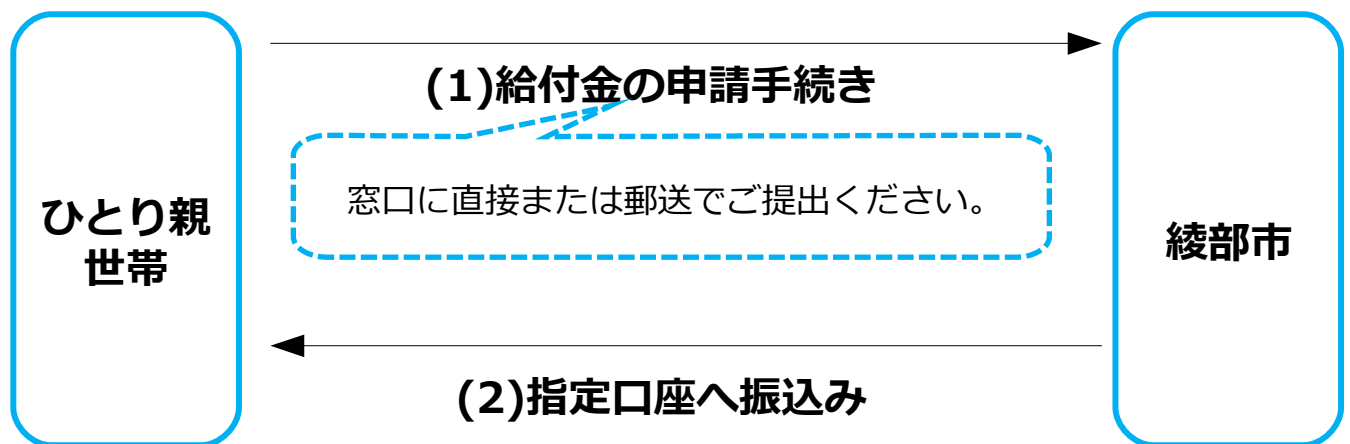 (1)給付金の申請手続き
窓口に直接または郵送でご提出ください。
ひとり親
世帯
綾部市
(2)指定口座へ振込み